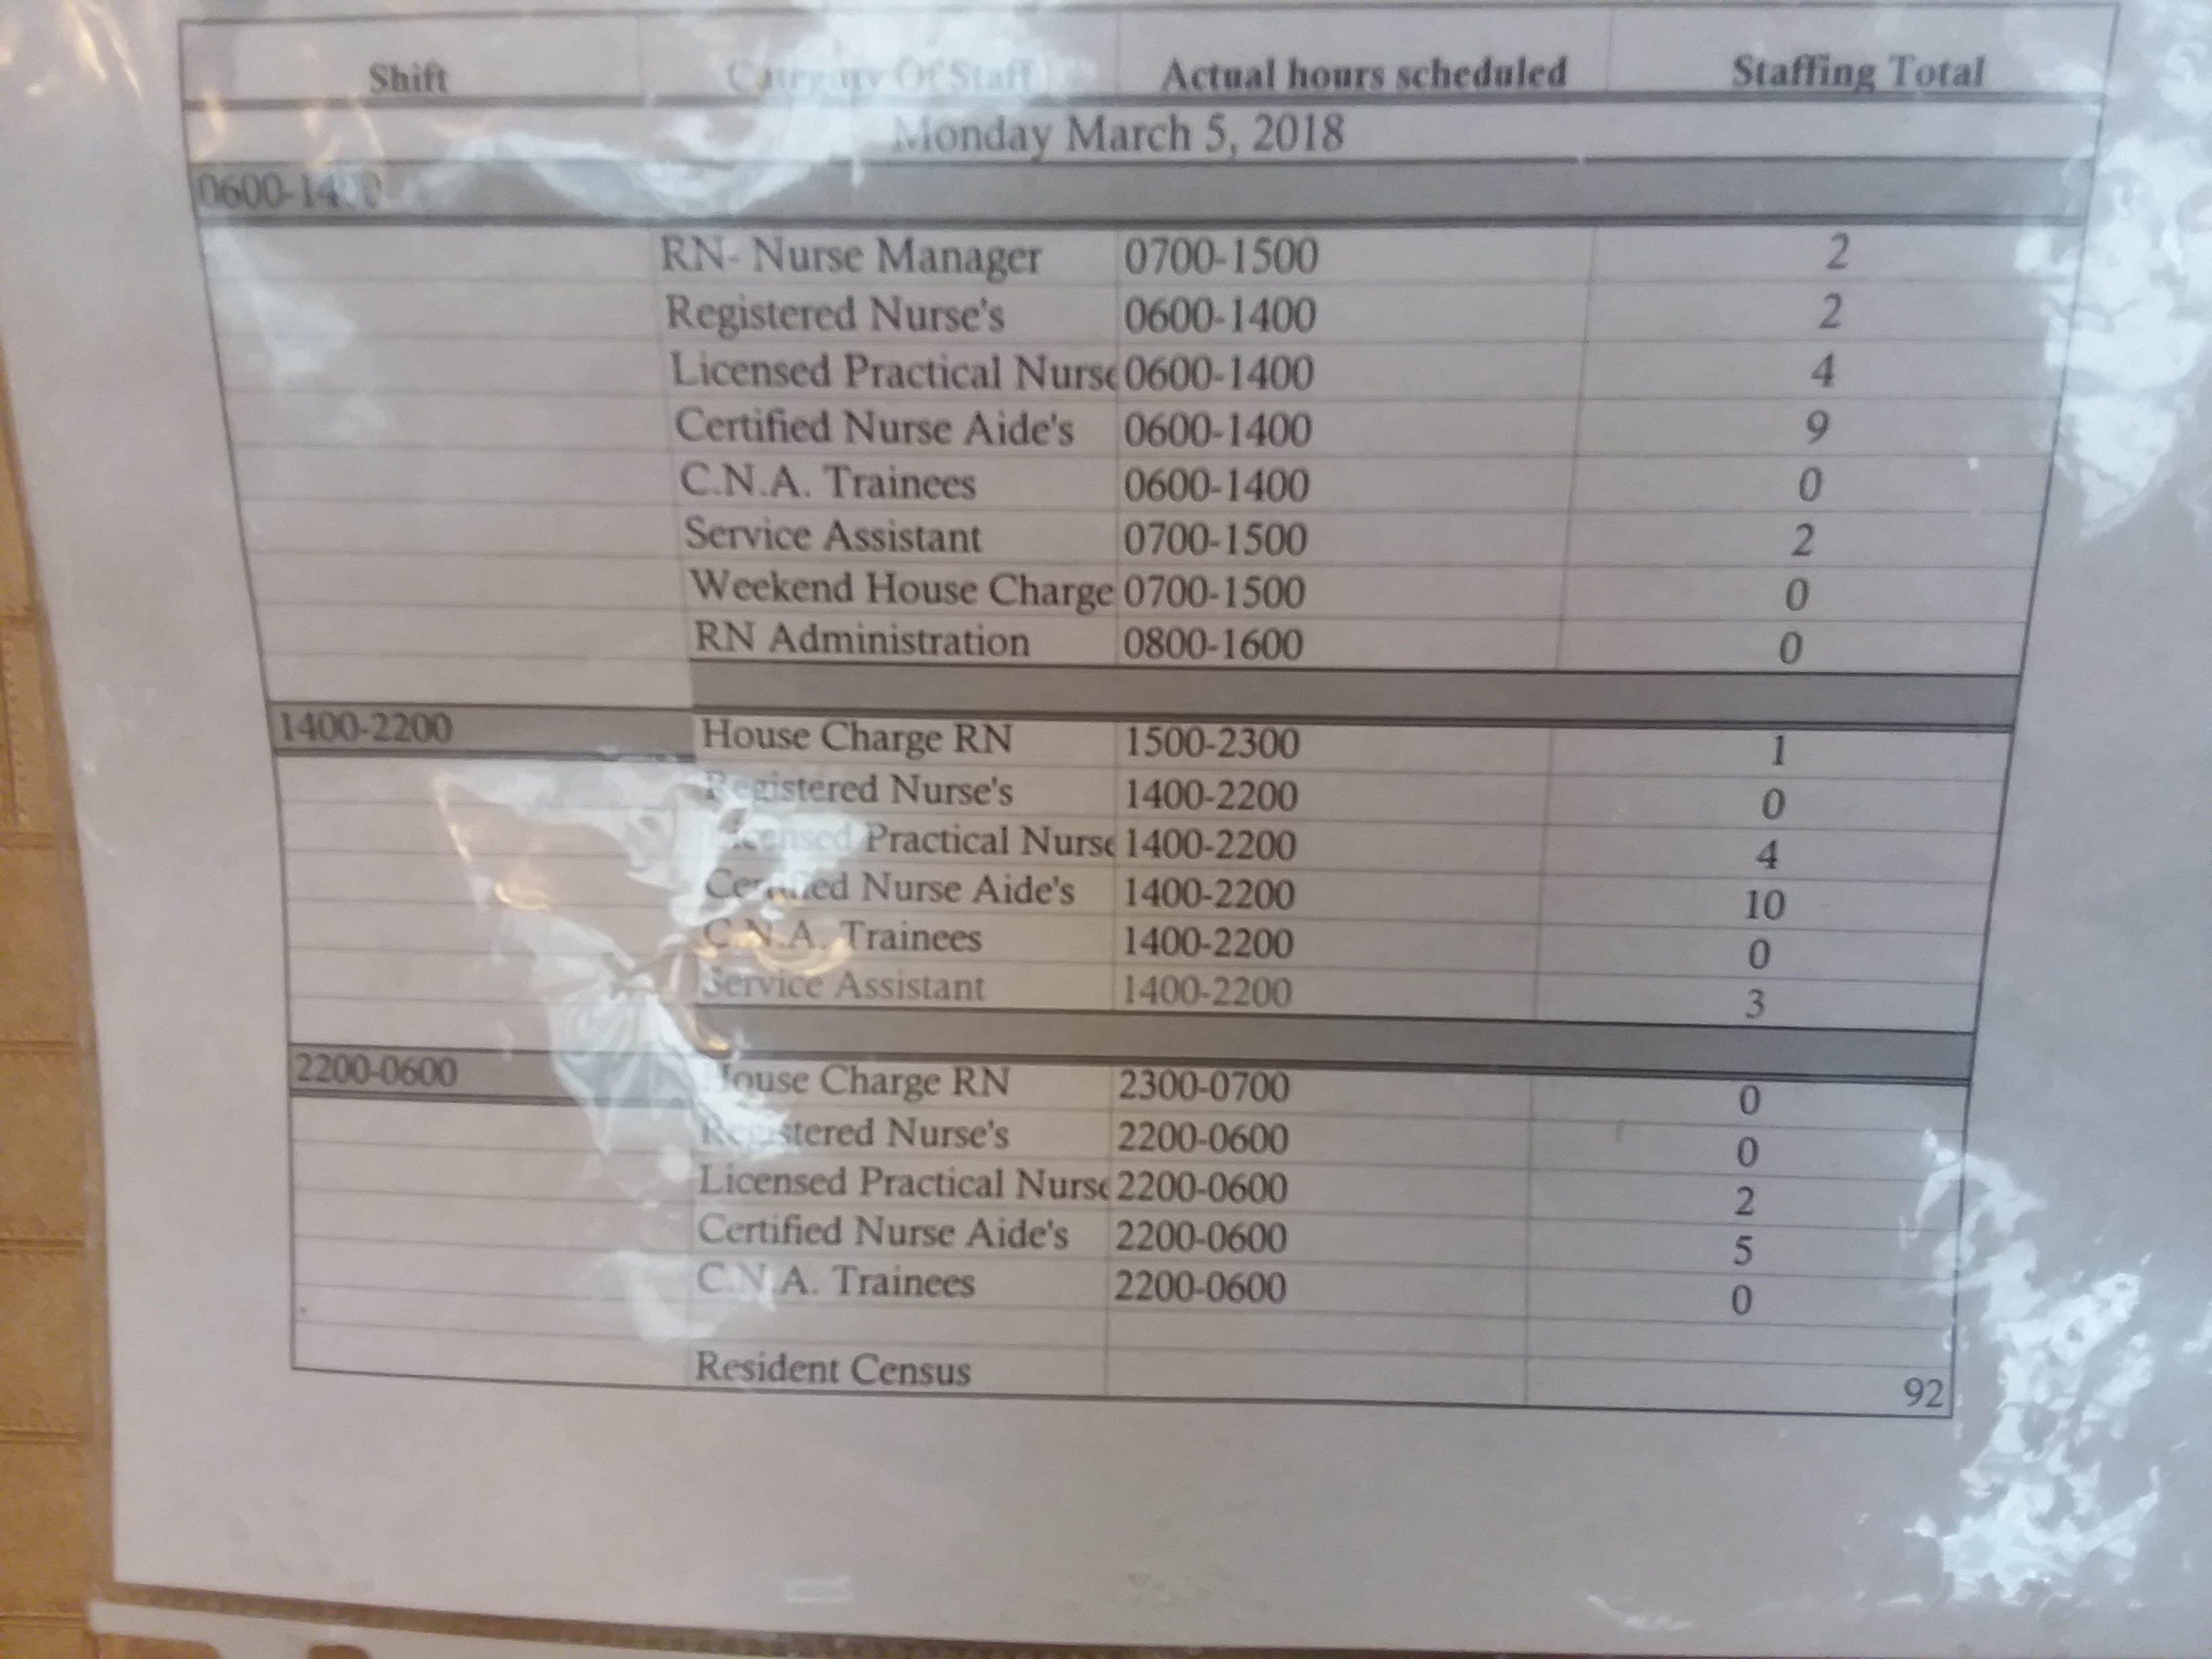 Shift Category Of Staff Actual hours scheduled Staffing Total
Monday March 5, 2018
0600-1400
RN- Nurse Manager 0700-1500 2
Registered Nurse's 0600-1400 2
Licensed Practical Nurse 0600-1400 4
Certified Nurse Aide's 0600-1400 9
C.N.A. Trainees 0600-1400 0
Service Assistant 0700-1500 2
Weekend House Charge 0700-1500 0
RN Administration 0800-1600 0
1400-2200 House Charge RN 1500-2300 1
Registered Nurse's 1400-2200 0
Licensed Practical Nurse 1400-2200 4
Certified Nurse Aide's 1400-2200 10
C.N.A. Trainees 1400-2200 0
Service Assistant 1400-2200 3
2200-0600 House Charge RN 2300-0700 0
Registered Nurse's 2200-0600 0
Licensed Practical Nurse 2200-0600 2
Certified Nurse Aide's 2200-0600 5
C.N.A. Trainees 2200-0600 0
Resident Census 92